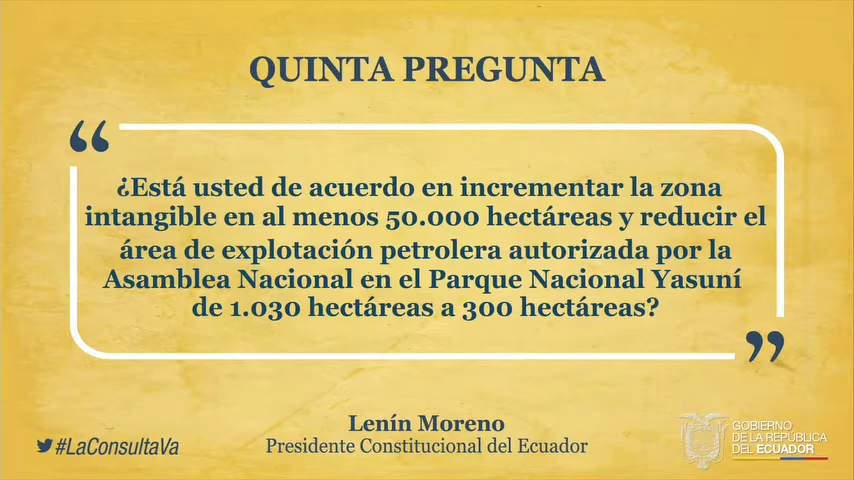 QUINTA PREGUNTA
“
¿Está usted de acuerdo en incrementar la zona
intangible en al menos 50.000 hectáreas y reducir el
área de explotación petrolera autorizada por la
Asamblea Nacional en el Parque Nacional Yasuní
de 1.030 hectáreas a 300 hectáreas?
”
Lenín Moreno
Presidente Constitucional del Ecuador
#LaConsultaVa
GOBIERNO
DE LA REPÚBLICA
DEL ECUADOR